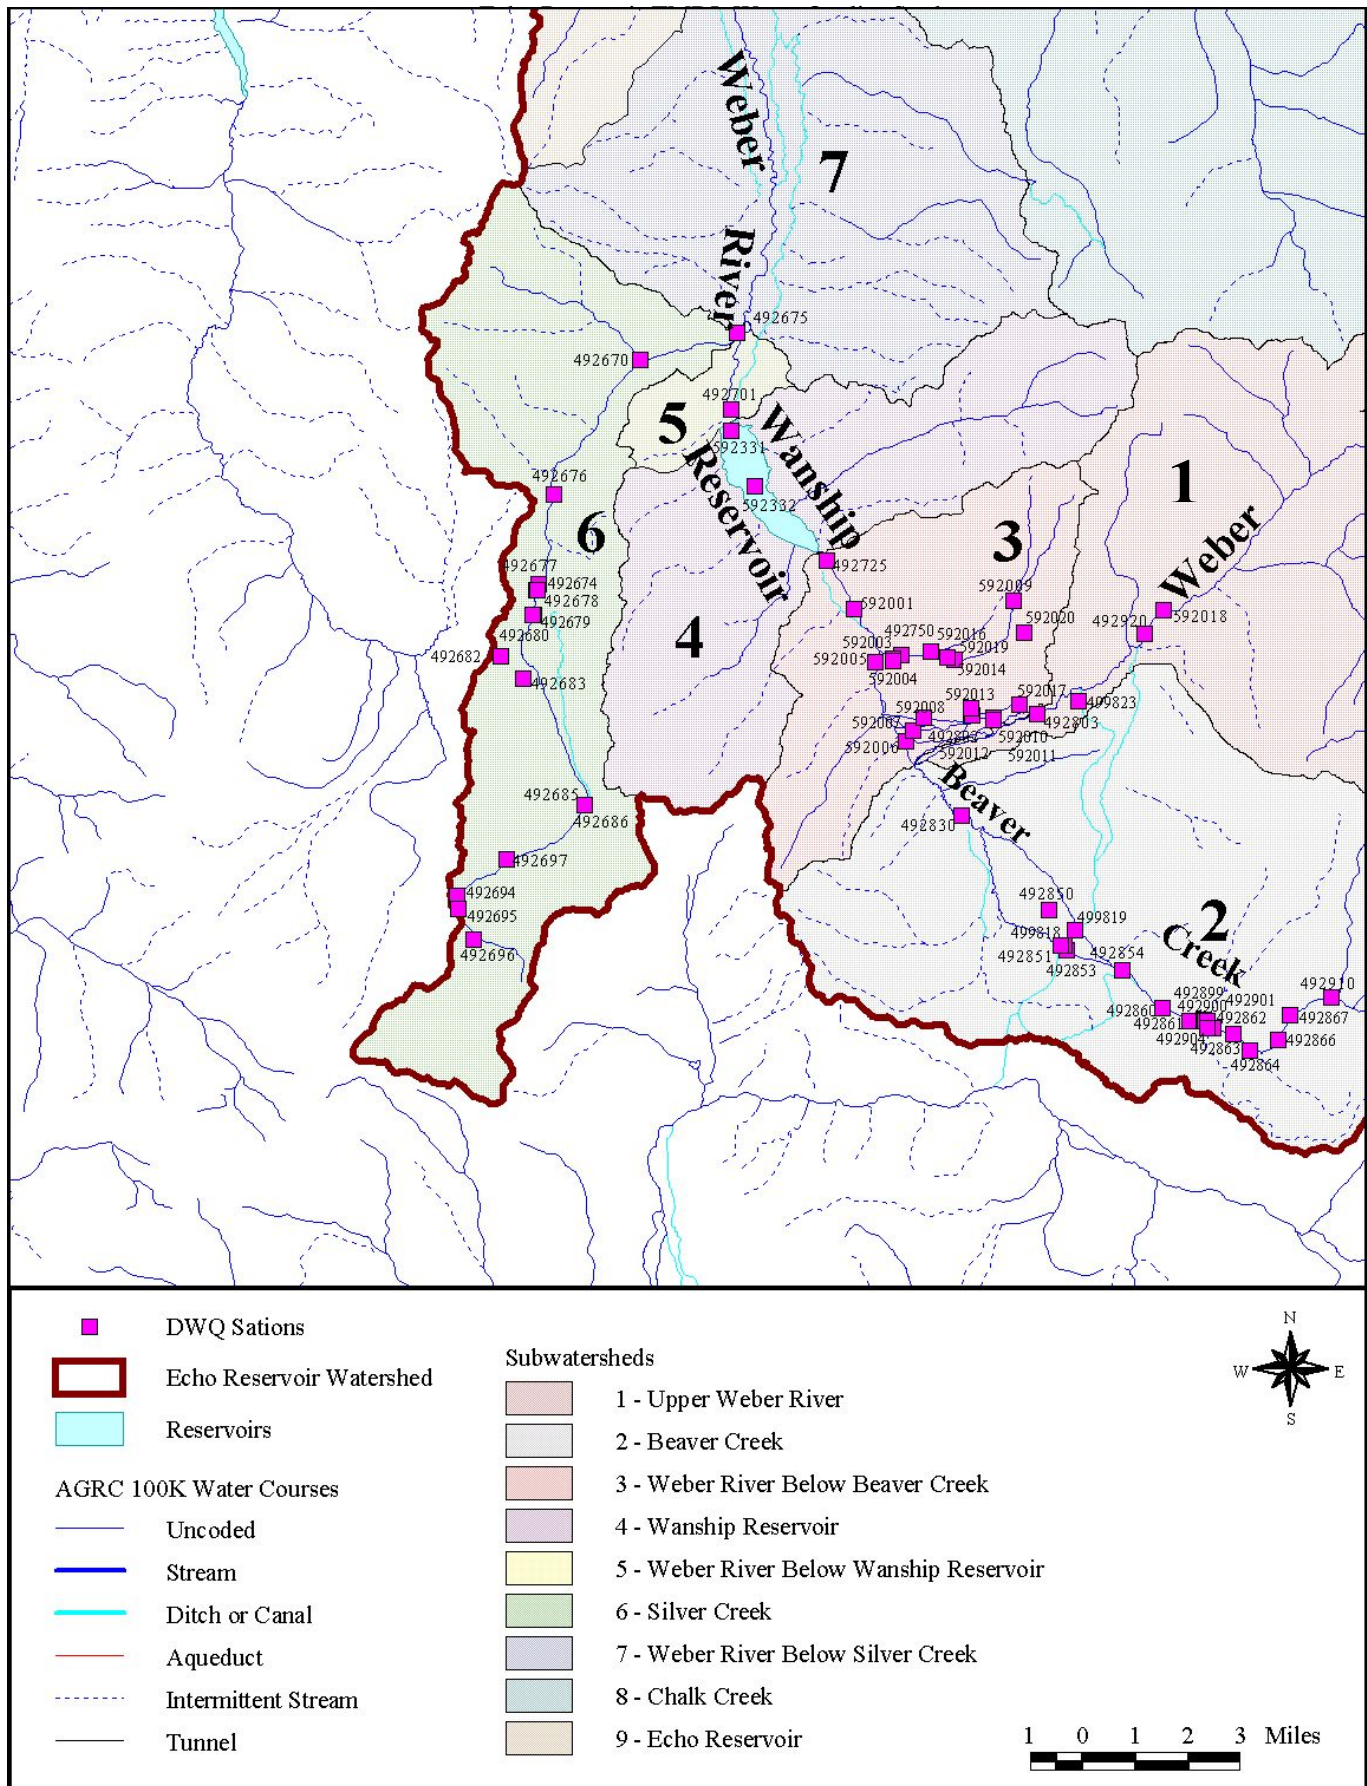 Weber
7
River
492675
492670
492701
5
592331
Wanship
Reservoir
592332
1
492676
6
3
Weber
492677
492674
492678
492679
492680
492682
492683
492725
592001
592009
592020
592018
492920
4
492750
592016
592003
592019
592005
592014
592004
592017
592013
499823
592008
492803
592007
592010
592006
592012
592011
Beaver
492685
492686
492830
492697
492694
492695
492696
492850
499819
499818
492854
492851
492853
2
Creek
492910
492899
492901
492900
492860
492862
492867
492861
492904
492866
492863
492864
DWQ Sations
Echo Reservoir Watershed
Reservoirs
AGRC 100K Water Courses
Uncoded
Stream
Ditch or Canal
Aqueduct
Intermittent Stream
Tunnel
Subwatersheds
1 - Upper Weber River
2 - Beaver Creek
3 - Weber River Below Beaver Creek
4 - Wanship Reservoir
5 - Weber River Below Wanship Reservoir
6 - Silver Creek
7 - Weber River Below Silver Creek
8 - Chalk Creek
9 - Echo Reservoir
N
W E
S
1 0 1 2 3 Miles